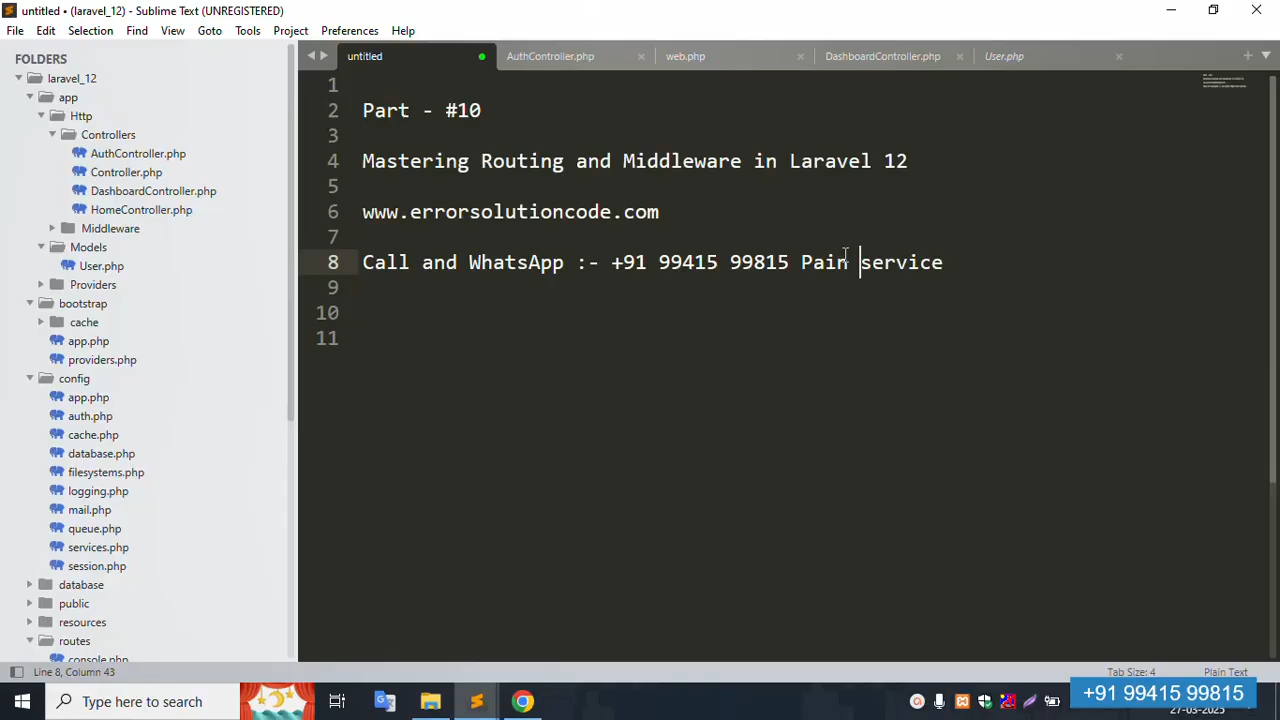 untitled • (laravel_12) - Sublime Text (UNREGISTERED)
File Edit Selection Find View Goto Tools Project Preferences Help
FOLDERS
laravel_12
app
Http
Controllers
AuthController.php
Controller.php
DashboardController.php
HomeController.php
Middleware
Models
User.php
Providers
bootstrap
cache
app.php
providers.php
config
app.php
auth.php
cache.php
database.php
filesystems.php
logging.php
mail.php
queue.php
services.php
session.php
database
public
resources
routes
console.php
untitled AuthController.php web.php DashboardController.php User.php
1
2 Part - #10
3
4 Mastering Routing and Middleware in Laravel 12
5
6 www.errorsolutioncode.com
7
8 Call and WhatsApp :- +91 99415 99815 Pain service
9
10
11
Line 8, Column 43 Tab Size: 4 Plain Text
Type here to search
+91 99415 99815
27-03-2025